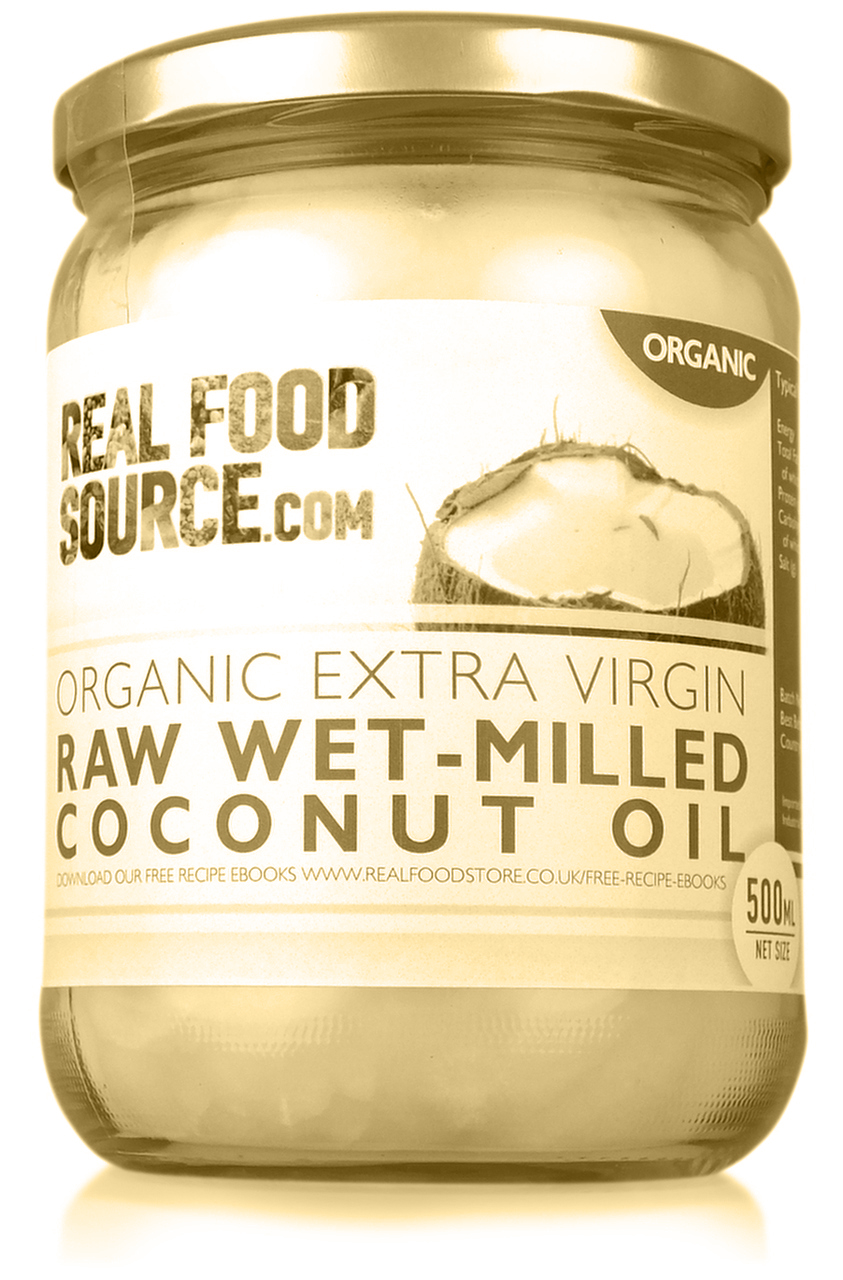 ORGANIC
REAL FOOD
SOURCE.COM
ORGANIC EXTRA VIRGIN
RAW WET-MILLED
COCONUT OIL
DOWNLOAD OUR FREE RECIPE EBOOKS WWW.REALFOODSTORE.CO.UK/FREE-RECIPE-EBOOKS
500ML
NET SIZE
Energy